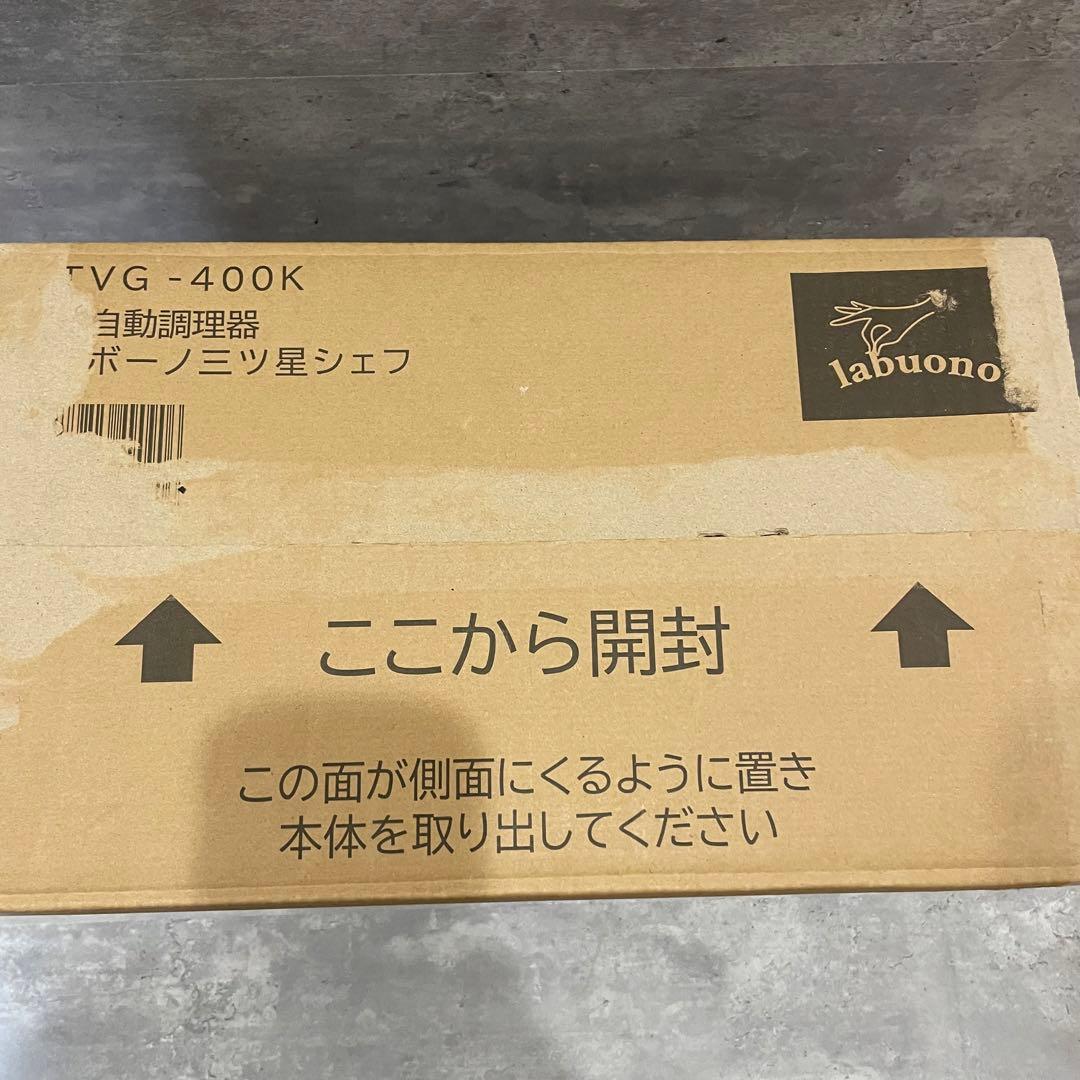 TVG -400K
自動調理器
ボーノ三ツ星シェフ
labuono
ここから開封
この面が側面にくるように置き
本体を取り出してください